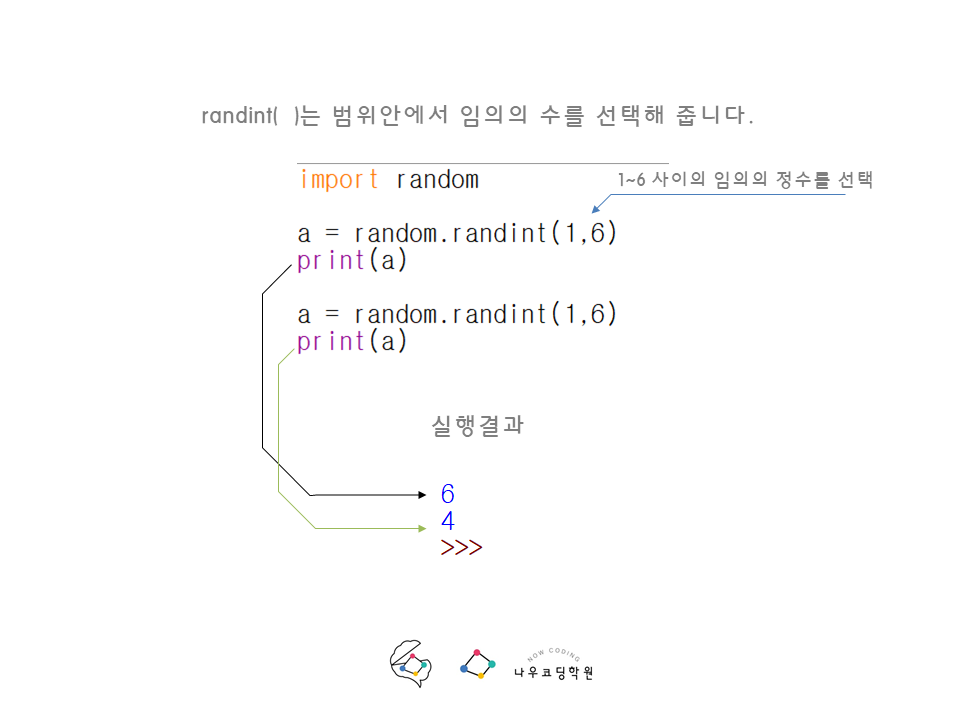 randint( )는 범위안에서 임의의 수를 선택해 줍니다.
import random
1~6 사이의 임의의 정수를 선택
a = random.randint(1,6)
print(a)
a = random.randint(1,6)
print(a)
실행결과
6
4
>>>
NOW CODING
나우코딩학원